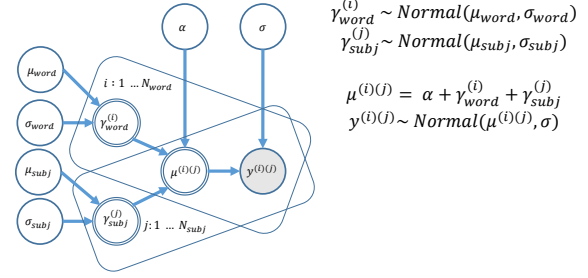 γ_word^(i) ~ Normal(μ_word, σ_word)
γ_subj^(j) ~ Normal(μ_subj, σ_subj)
μ^(i)(j) = α + γ_word^(i) + γ_subj^(j)
y^(i)(j) ~ Normal(μ^(i)(j), σ)
α
σ
μ_word
i : 1 … N_word
σ_word
γ_word^(i)
μ_subj
μ^(i)(j)
y^(i)(j)
σ_subj
γ_subj^(j)
j: 1 … N_subj